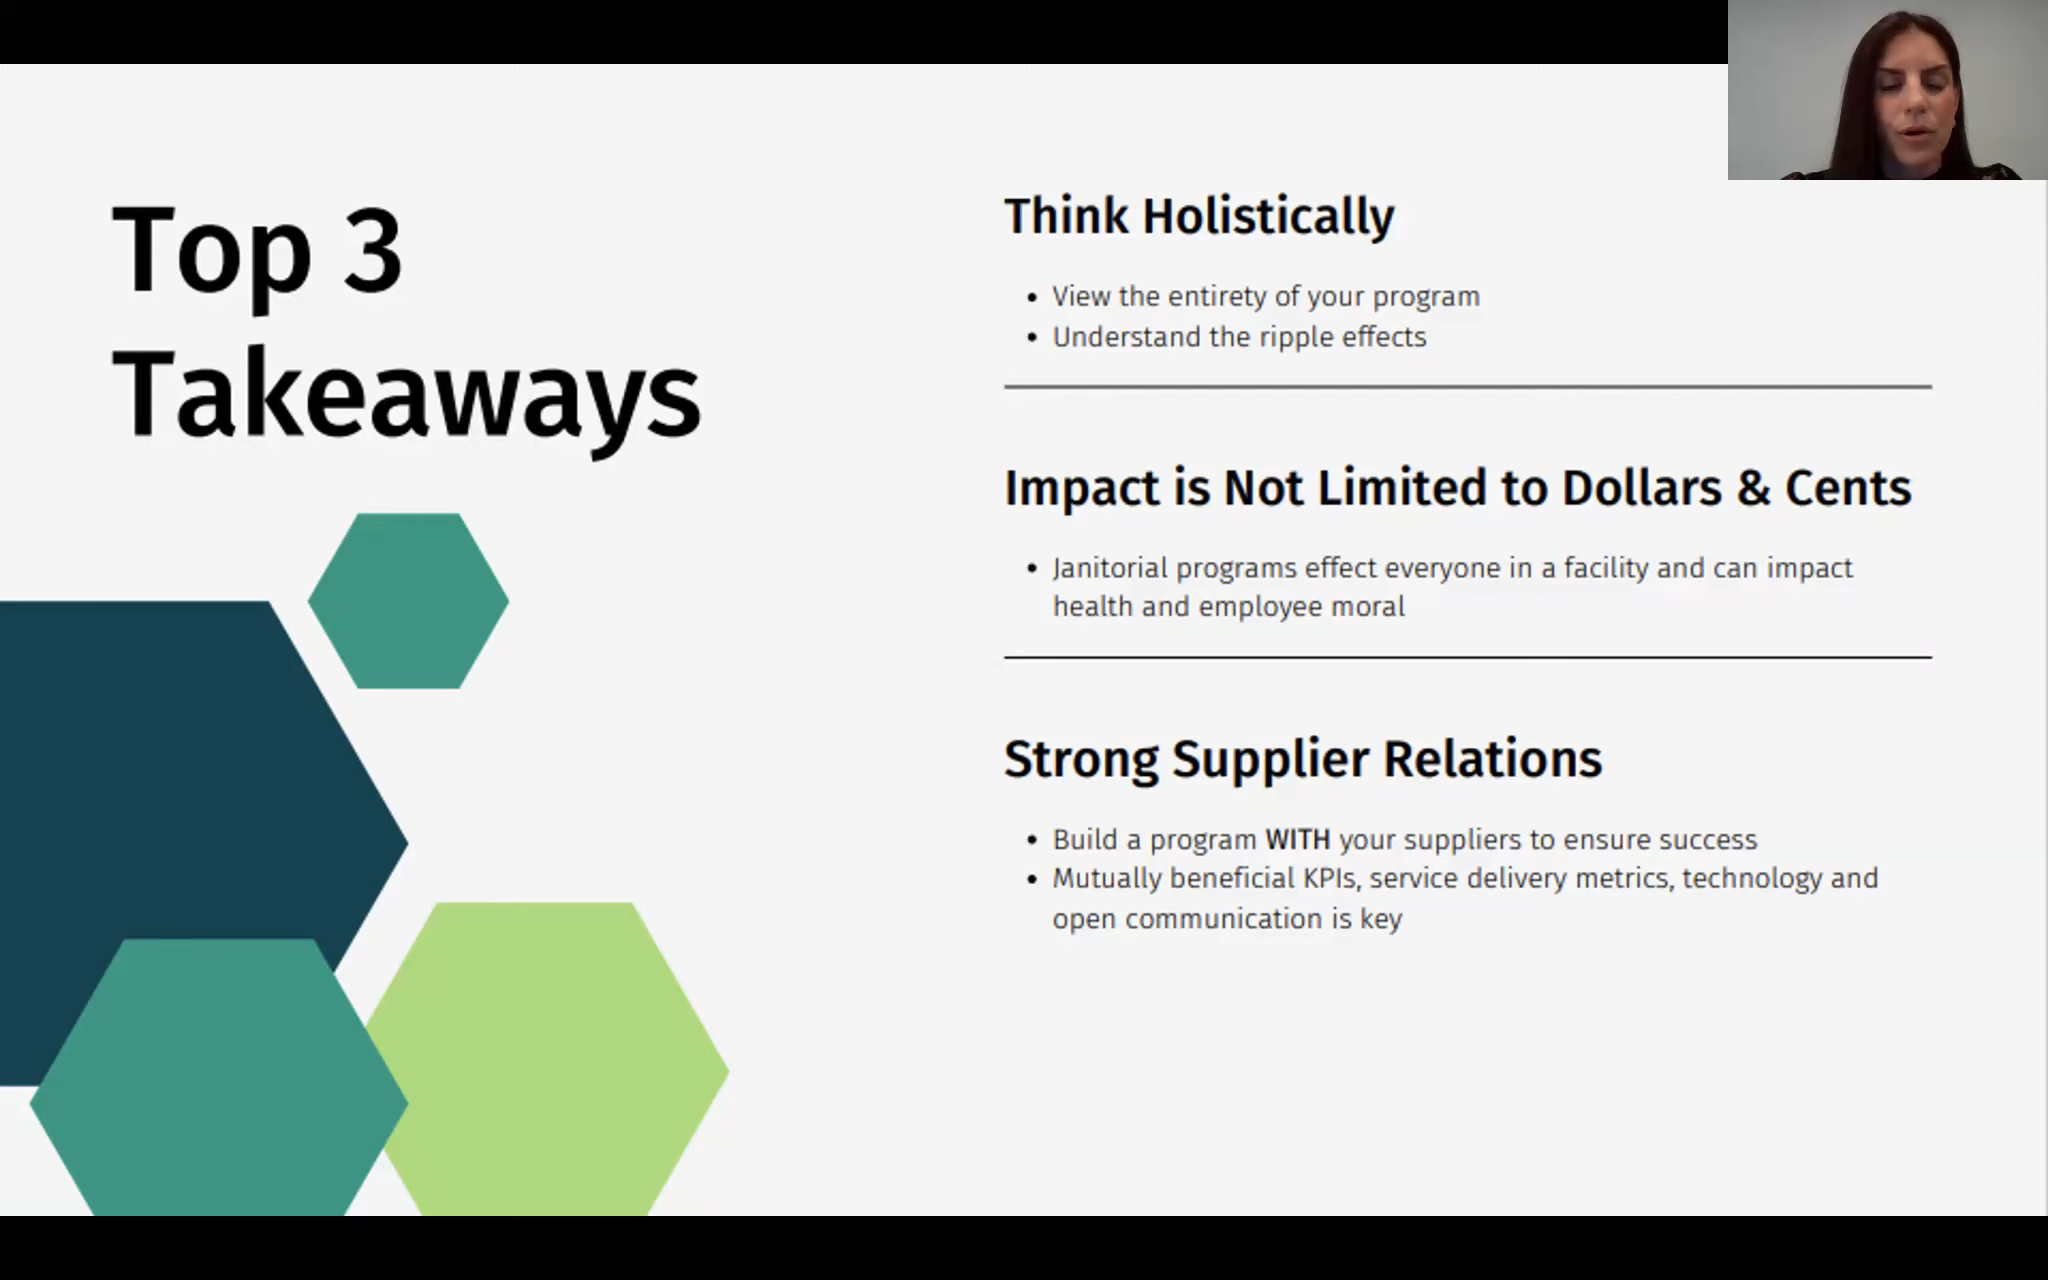 Top 3
Takeaways
Think Holistically
• View the entirety of your program
• Understand the ripple effects
Impact is Not Limited to Dollars & Cents
• Janitorial programs effect everyone in a facility and can impact
health and employee moral
Strong Supplier Relations
• Build a program WITH your suppliers to ensure success
• Mutually beneficial KPIs, service delivery metrics, technology and
open communication is key